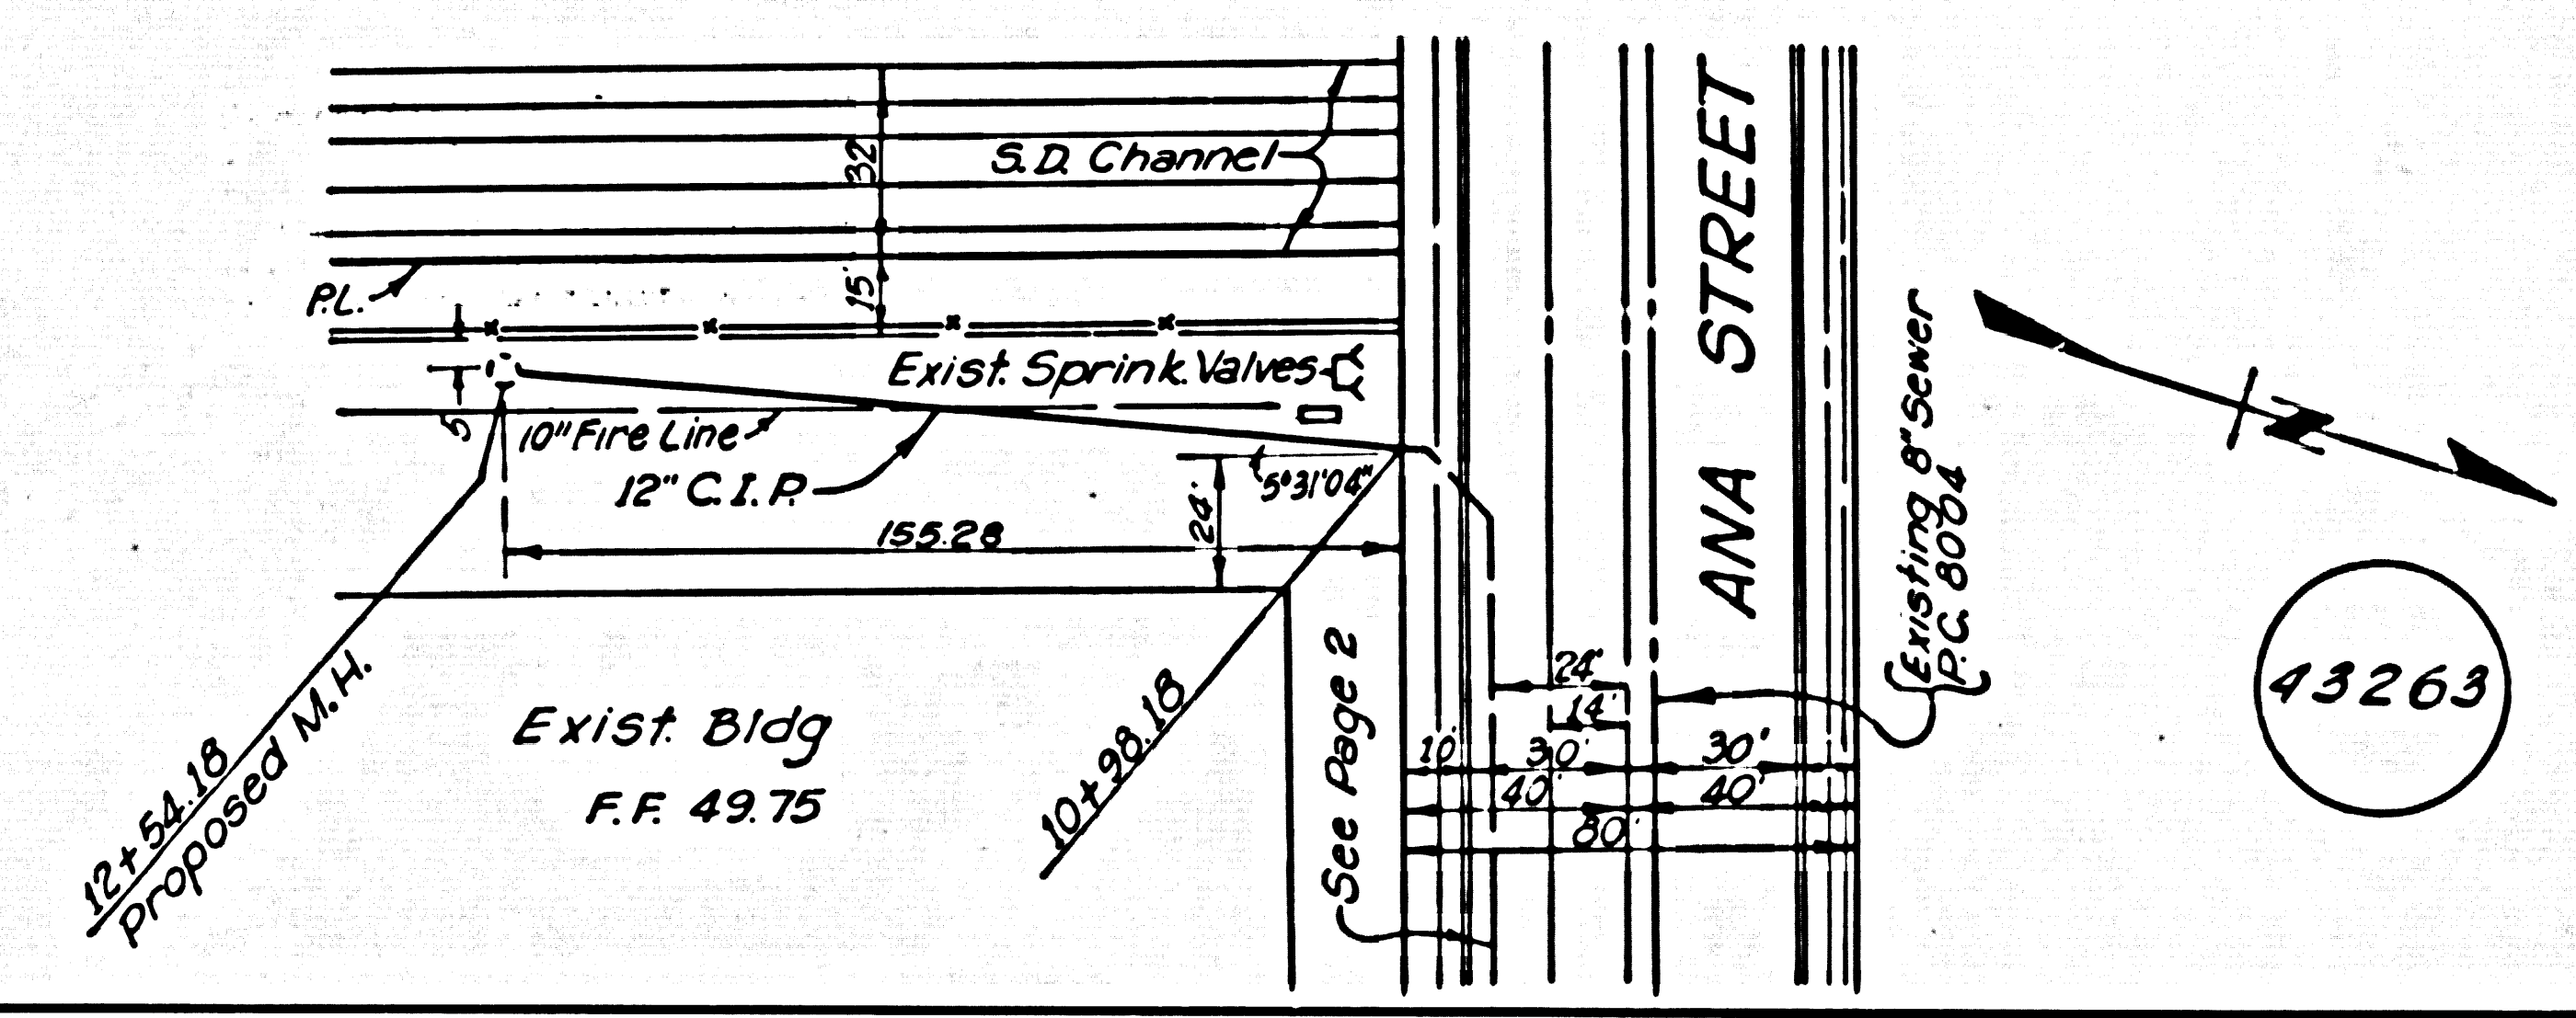 32'
S.D. Channel
P.L.
15'
Exist. Sprink. Valves
5'
10" Fire Line
12" C.I.P.
5°31'04"
24'
155.28
12+54.18
Proposed M.H.
Exist. Bldg
F.F. 49.75
10+98.18
See Page 2
ANA STREET
24'
14'
10'
30'
30'
40'
40'
80'
Existing 8" Sewer
P.C. 8004
N
43263